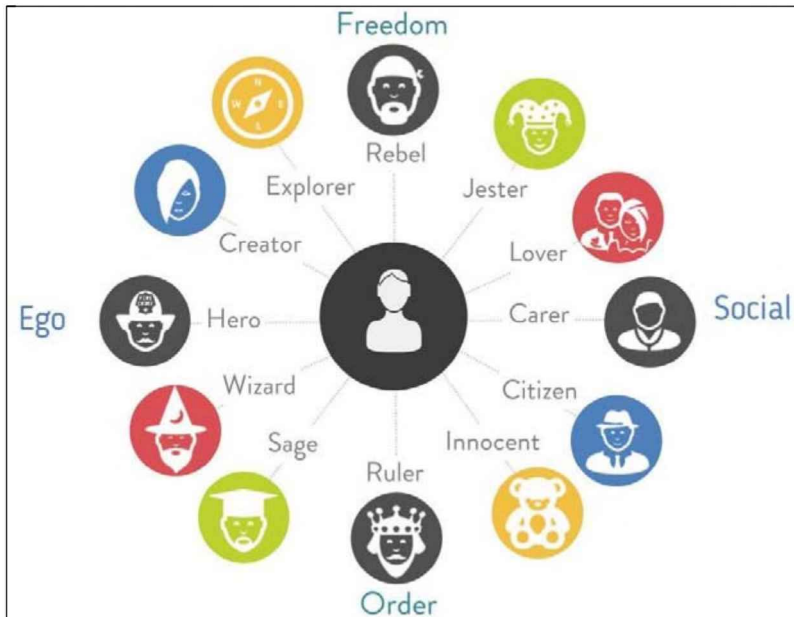 Freedom
Rebel
Explorer
Jester
Creator
Lover
Ego
Hero
Carer
Social
Wizard
Citizen
Sage
Innocent
Ruler
Order
N
W E
L